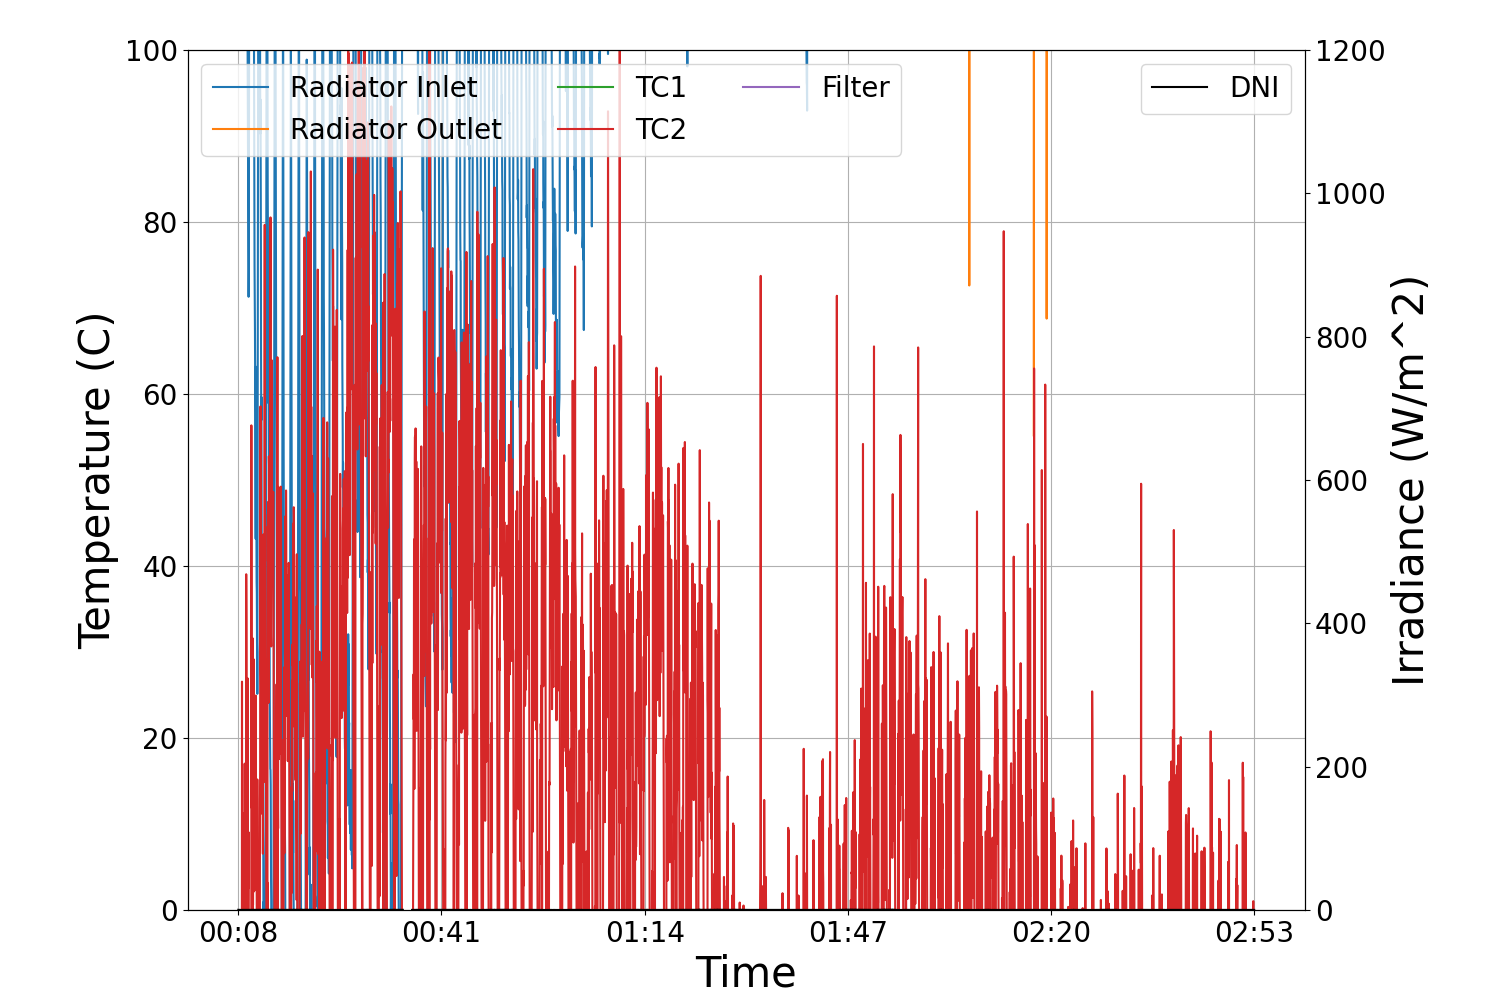 100
80
60
40
20
0
Temperature (C)
Radiator Inlet
Radiator Outlet
TC1
TC2
Filter
DNI
1200
1000
800
600
400
200
0
Irradiance (W/m^2)
00:08
00:41
01:14
01:47
02:20
02:53
Time